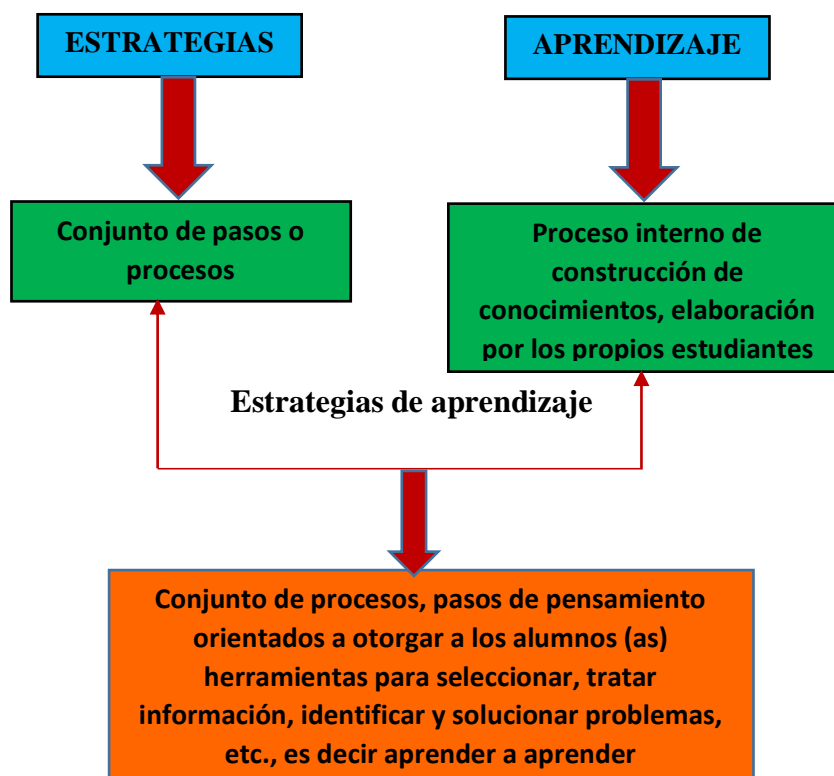 ESTRATEGIAS
APRENDIZAJE
Conjunto de pasos o
procesos
Proceso interno de
construcción de
conocimientos, elaboración
por los propios estudiantes
Estrategias de aprendizaje
Conjunto de procesos, pasos de pensamiento
orientados a otorgar a los alumnos (as)
herramientas para seleccionar, tratar
información, identificar y solucionar problemas,
etc., es decir aprender a aprender